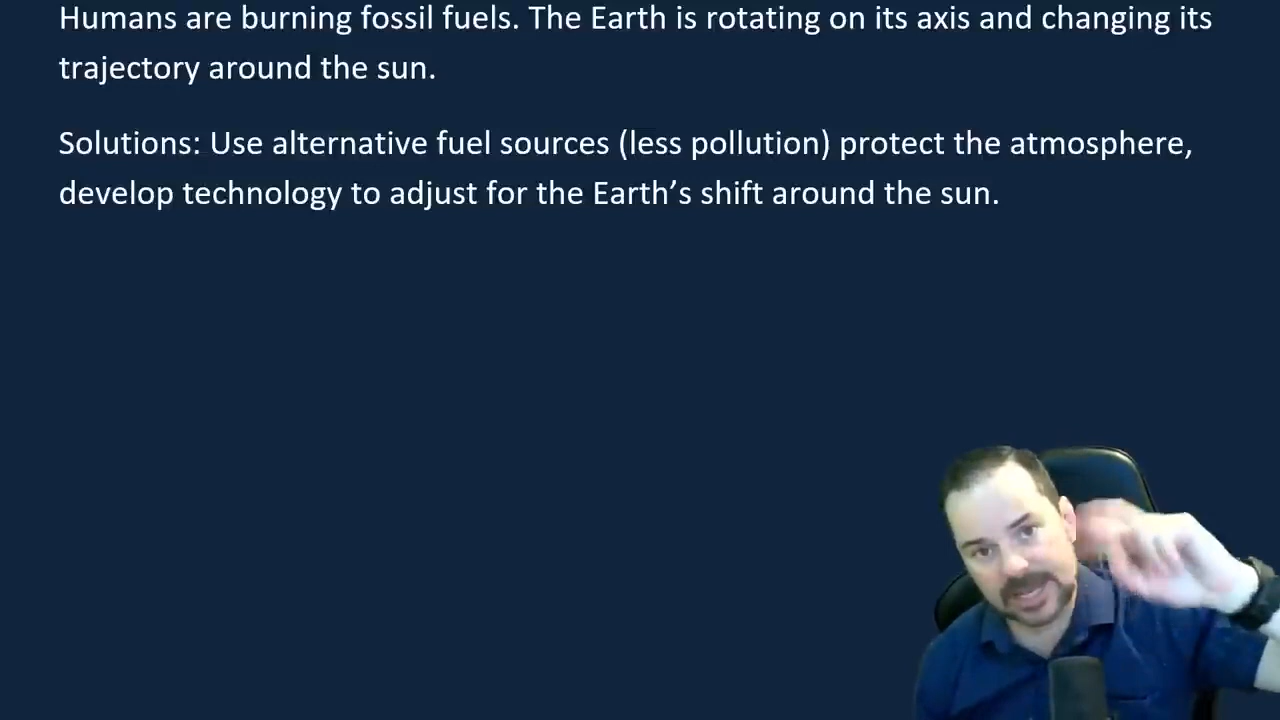 Humans are burning fossil fuels. The Earth is rotating on its axis and changing its
trajectory around the sun.
Solutions: Use alternative fuel sources (less pollution) protect the atmosphere,
develop technology to adjust for the Earth’s shift around the sun.